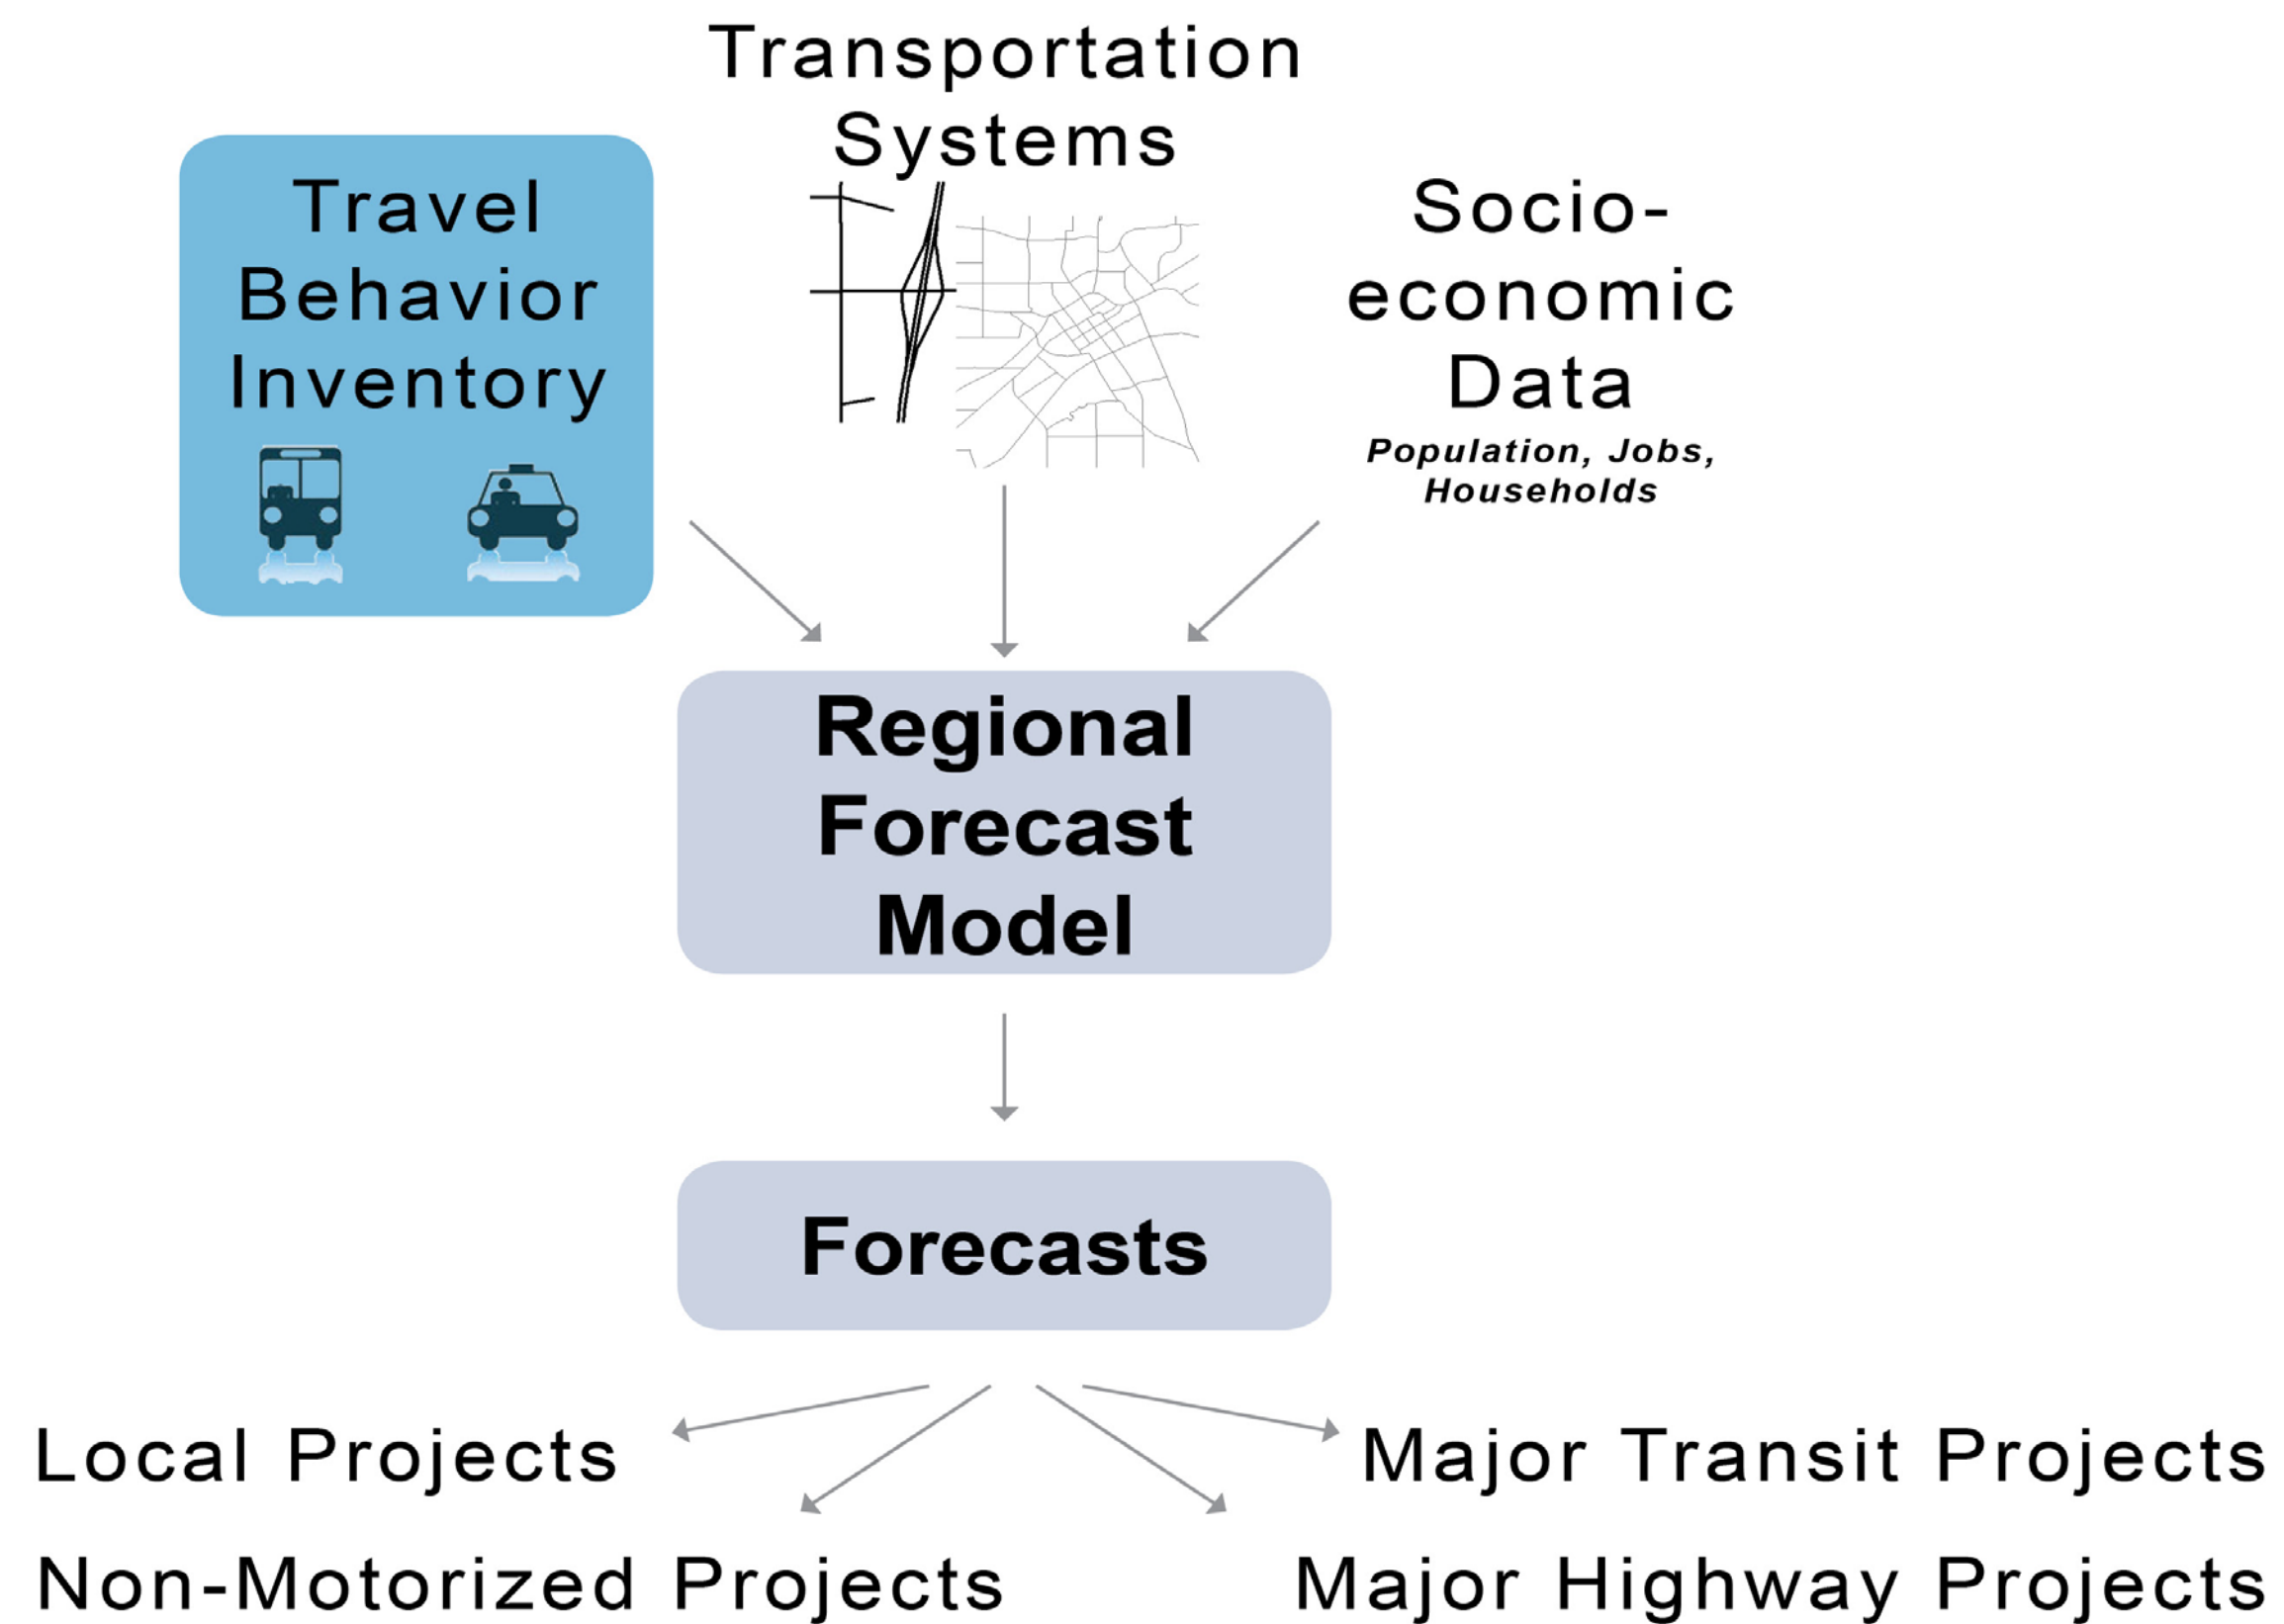 Transportation
Systems
Travel
Behavior
Inventory
Socio-
economic
Data
Population, Jobs,
Households
Regional
Forecast
Model
Forecasts
Local Projects
Major Transit Projects
Non-Motorized Projects
Major Highway Projects